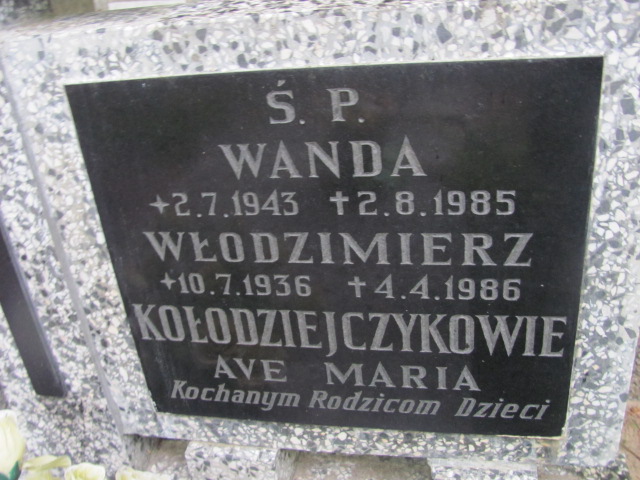 Ś. P.
WANDA
+2.7.1943 ✝2.8.1985
WŁODZIMIERZ
+10.7.1936 ✝4.4.1986
KOŁODZIEJCZYKOWIE
AVE MARIA
Kochanym Rodzicom Dzieci